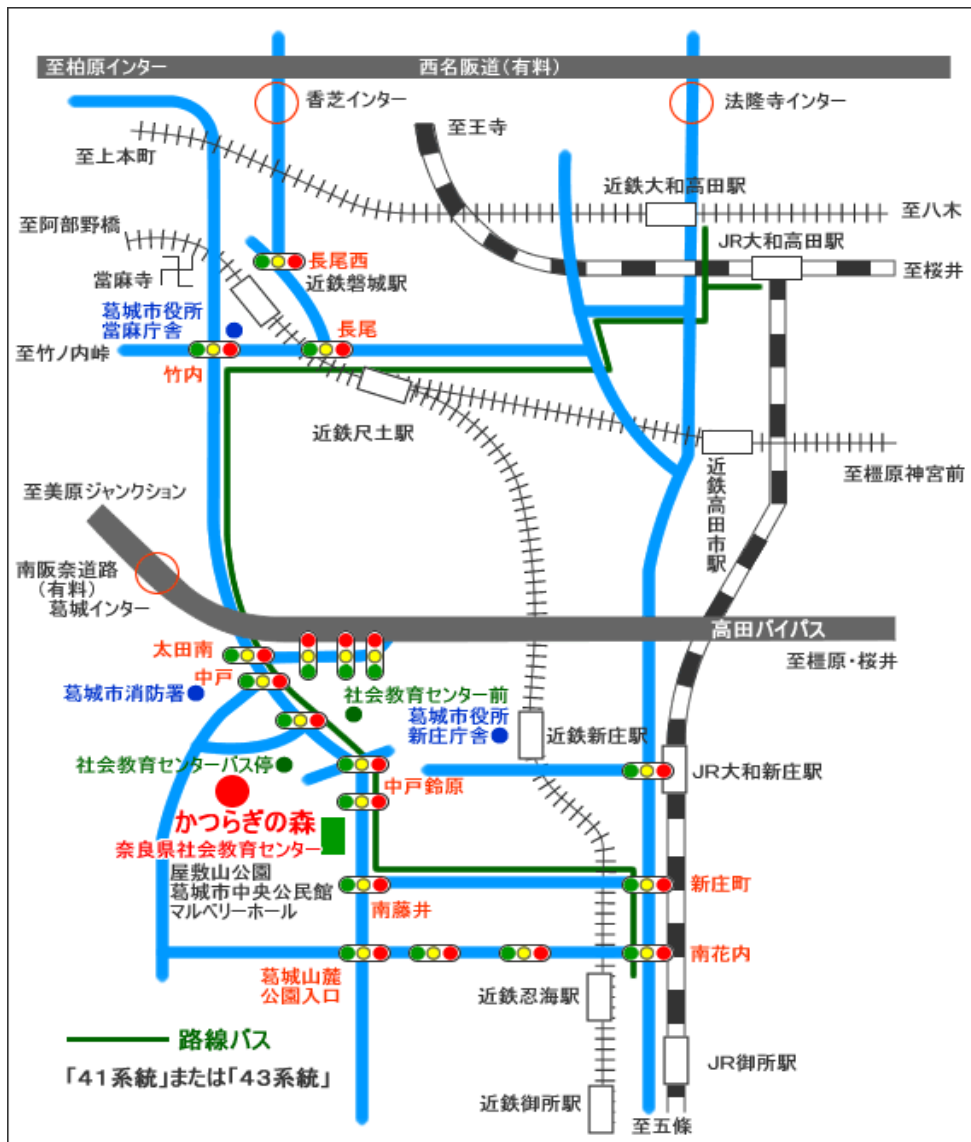 至柏原インター
西名阪道(有料)
香芝インター
法隆寺インター
至王寺
至上本町
近鉄大和高田駅
至八木
至阿部野橋
JR大和高田駅
長尾西
當麻寺
近鉄磐城駅
至桜井
葛城市役所
當麻庁舎
長尾
至竹ノ内峠
竹内
近鉄尺土駅
近鉄高田市駅
至橿原神宮前
至美原ジャンクション
南阪奈道路
(有料)
葛城インター
高田バイパス
太田南
至橿原・桜井
中戸
葛城市消防署
社会教育センター前
葛城市役所
新庄庁舎
近鉄新庄駅
社会教育センターバス停
中戸鈴原
JR大和新庄駅
かつらぎの森
奈良県社会教育センター
屋敷山公園
葛城市中央公民館
マルベリーホール
南藤井
新庄町
葛城山麓
公園入口
南花内
近鉄忍海駅
路線バス
「41系統」または「43系統」
JR御所駅
近鉄御所駅
至五條